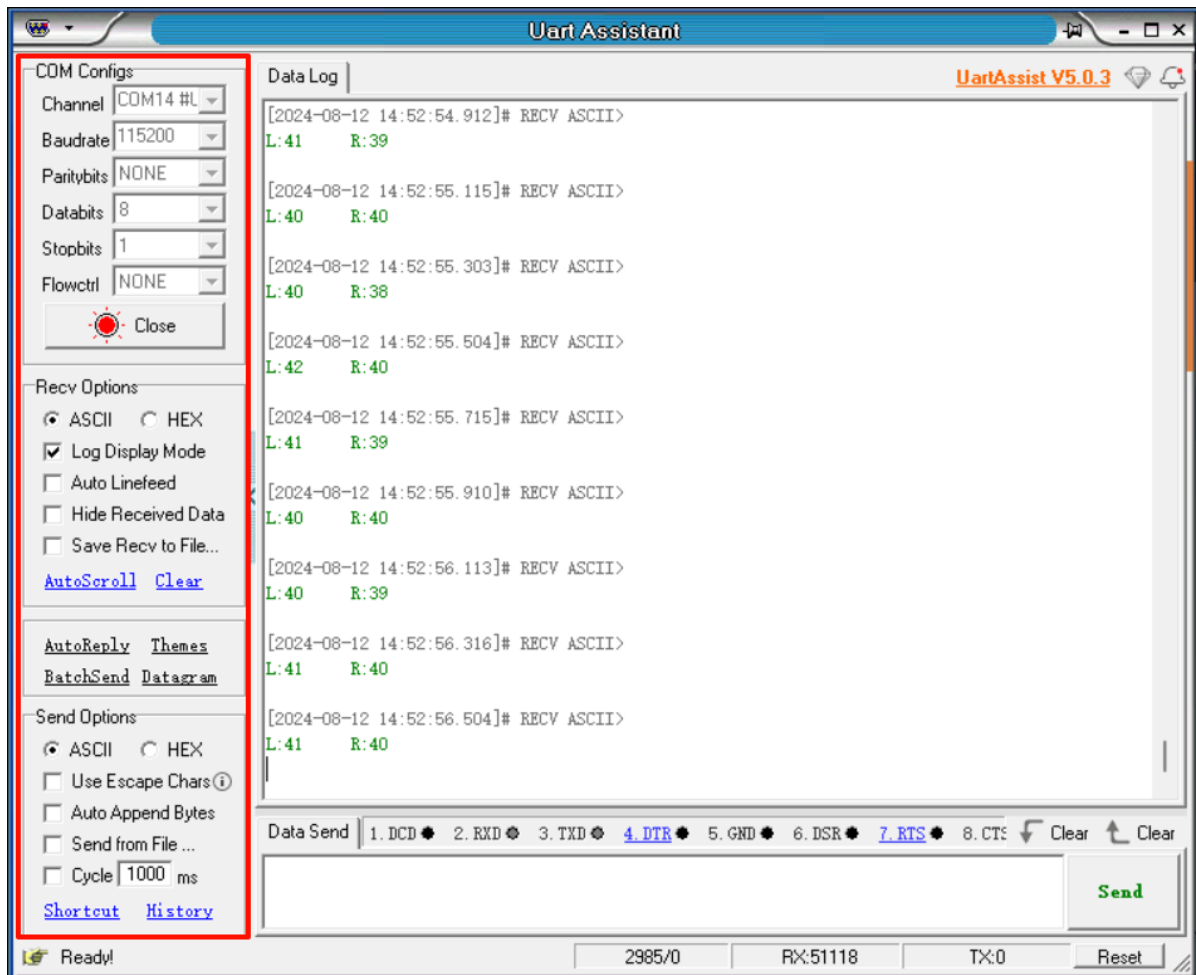 Uart Assistant
COM Configs
Channel COM14 #L
Baudrate 115200
Paritybits NONE
Databits 8
Stopbits 1
Flowctrl NONE
Close
Recv Options
ASCII HEX
Log Display Mode
Auto Linefeed
Hide Received Data
Save Recv to File...
AutoScroll Clear
AutoReply Themes
BatchSend Datagram
Send Options
ASCII HEX
Use Escape Chars
Auto Append Bytes
Send from File ...
Cycle 1000 ms
Shortcut History
Data Log
UartAssist V5.0.3
[2024-08-12 14:52:54.912]# RECV ASCII>
L:41 R:39
[2024-08-12 14:52:55.115]# RECV ASCII>
L:40 R:40
[2024-08-12 14:52:55.303]# RECV ASCII>
L:40 R:38
[2024-08-12 14:52:55.504]# RECV ASCII>
L:42 R:40
[2024-08-12 14:52:55.715]# RECV ASCII>
L:41 R:39
[2024-08-12 14:52:55.910]# RECV ASCII>
L:40 R:40
[2024-08-12 14:52:56.113]# RECV ASCII>
L:40 R:39
[2024-08-12 14:52:56.316]# RECV ASCII>
L:41 R:40
[2024-08-12 14:52:56.504]# RECV ASCII>
L:41 R:40
Data Send 1. DCD 2. RXD 3. TXD 4. DTR 5. GND 6. DSR 7. RTS 8. CTS Clear Clear
Send
Ready! 2985/0 RX:51118 TX:0 Reset